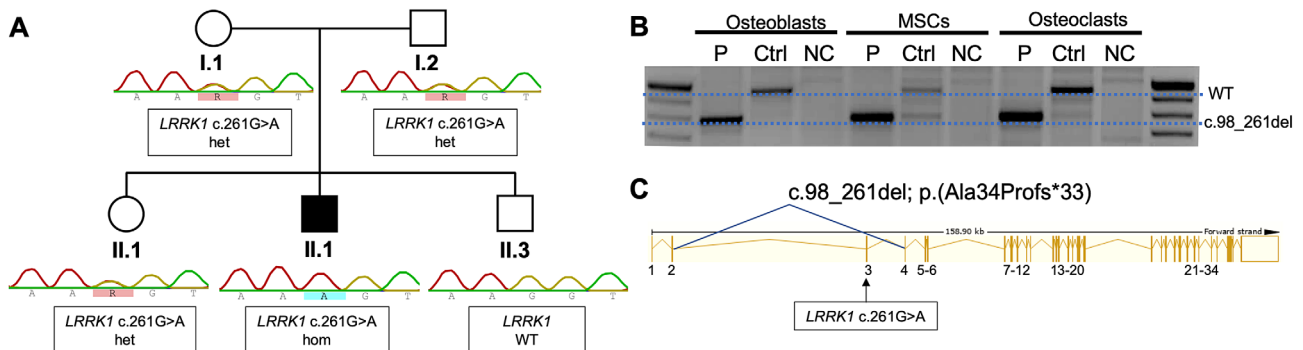 A
I.1
I.2
A A R G T
A A R G T
LRRK1 c.261G>A
het
LRRK1 c.261G>A
het
II.1
II.1
II.3
A A R G T
A A A G T
A A G G T
LRRK1 c.261G>A
het
LRRK1 c.261G>A
hom
LRRK1
WT
B
Osteoblasts MSCs Osteoclasts
P Ctrl NC P Ctrl NC P Ctrl NC
WT
c.98_261del
C
c.98_261del; p.(Ala34Profs*33)
158.90 kb Forward strand
1 2 3 4 5-6 7-12 13-20 21-34
LRRK1 c.261G>A